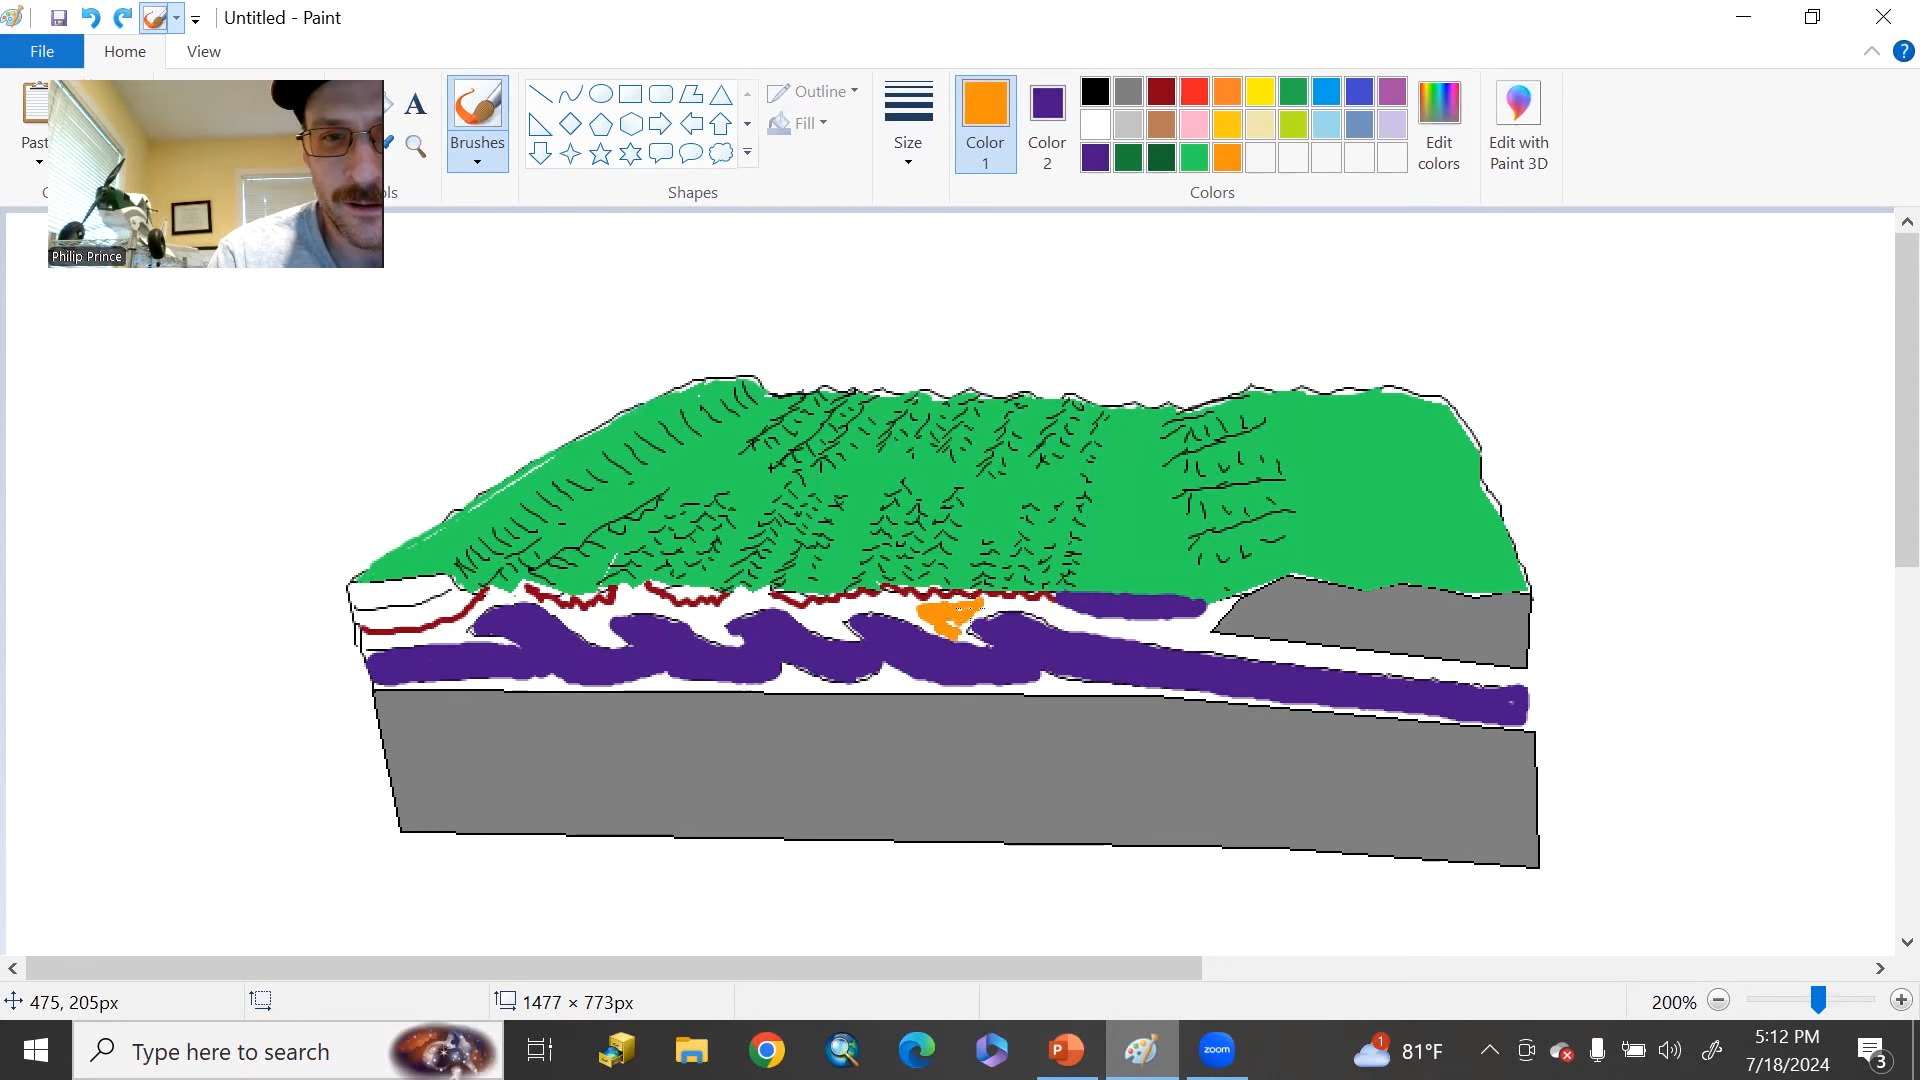 Untitled - Paint
File
Home
View
Past
Brushes
Outline
Fill
Shapes
Size
Color
1
Color
2
Colors
Edit
colors
Edit with
Paint 3D
Philip Prince
475, 205px
1477 × 773px
200%
Type here to search
zoom
1
81°F
5:12 PM
7/18/2024
3